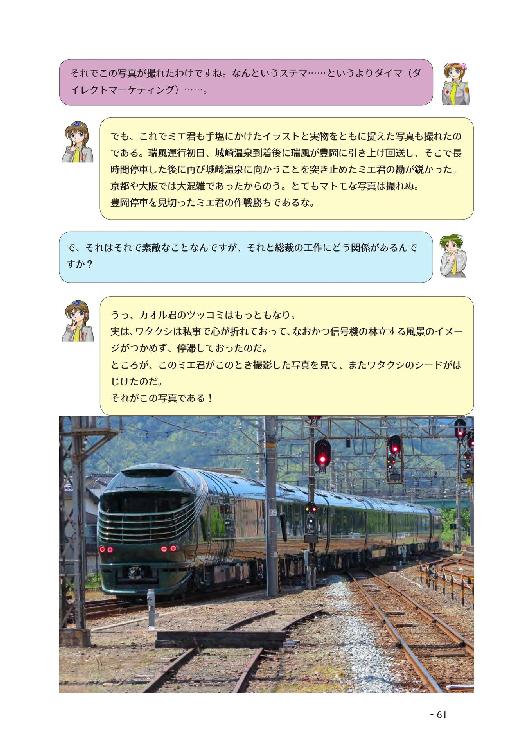 それでこの写真が撮れたわけですね。なんというステマ……というよりダイマ(ダ
イレクトマーケティング)……。
でも、これでミエ君も手塩にかけたイラストと実物をともに捉えた写真も撮れたの
である。瑞風運行初日、城崎温泉到着後に瑞風が豊岡に引き上げ回送し、そこで長
時間停車した後に再び城崎温泉に向かうことを突き止めたミエ君の勘が鋭かった。
京都や大阪では大混雑であったからのう。とてもマトモな写真は撮れぬ。
豊岡停車を見切ったミエ君の作戦勝ちであるな。
で、それはそれで素敵なことなんですが、それと総裁の工作にどう関係があるんで
すか?
うっ、カオル君のツッコミはもっともなり。
実は、ワタクシは私事で心が折れておって、なおかつ信号機の林立する風景のイメー
ジがつかめず、停滞しておったのだ。
ところが、このミエ君がこのとき撮影した写真を見て、またワタクシのシードがは
じけたのだ。
それがこの写真である!
- 61